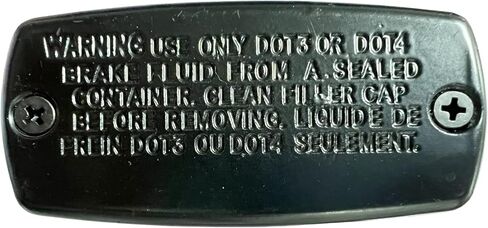 WARNING USE ONLY DOT3 OR DOT4
BRAKE FLUID FROM A. SEALED
CONTAINER. CLEAN FILLER CAP
BEFORE REMOVING. LIQUIDE DE
FREIN DOT3 OU DOT4 SEULEMENT.